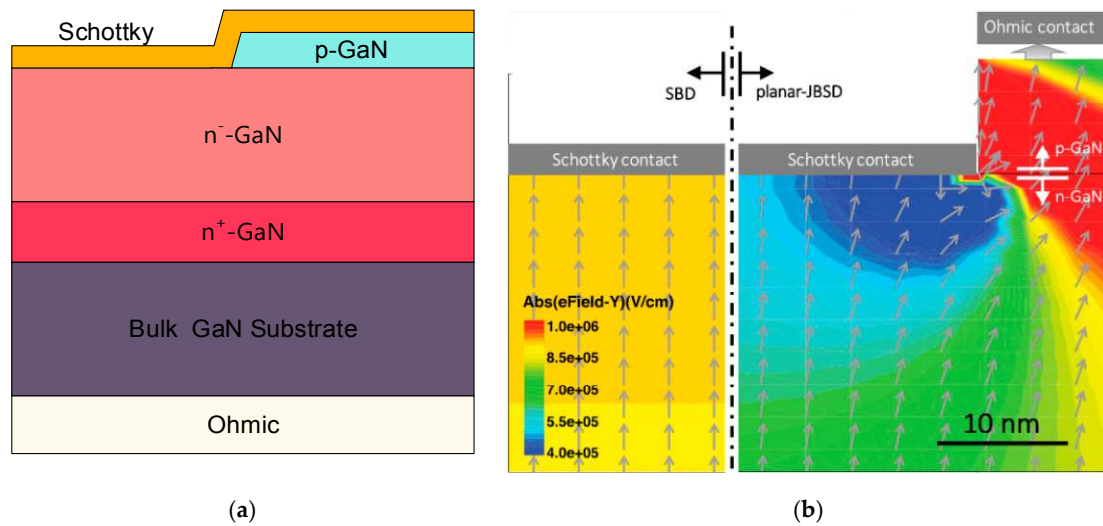 Schottky
p-GaN
n⁻-GaN
n⁺-GaN
Bulk GaN Substrate
Ohmic
(a)
Ohmic contact
SBD
planar-JBSD
Schottky contact
Schottky contact
p-GaN
n-GaN
Abs(eField-Y)(V/cm)
1.0e+06
8.5e+05
7.0e+05
5.5e+05
4.0e+05
10 nm
(b)